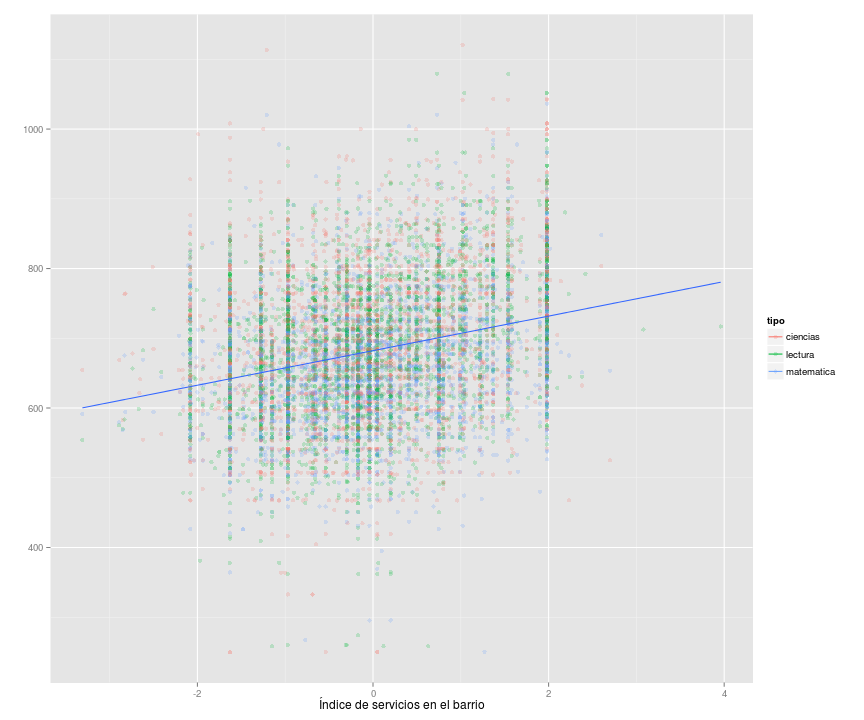 1000
800
600
400
-2
0
2
4
Índice de servicios en el barrio
tipo
ciencias
lectura
matematica